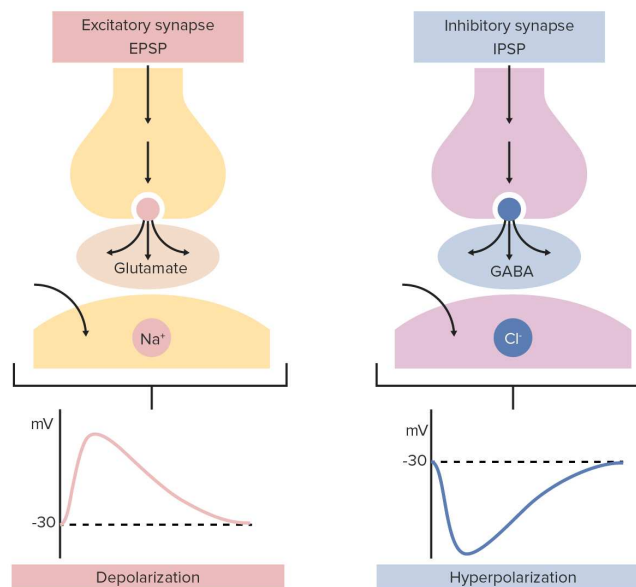 Excitatory synapse
EPSP
Glutamate
Na⁺
mV
-30
Depolarization
Inhibitory synapse
IPSP
GABA
Cl⁻
mV
-30
Hyperpolarization